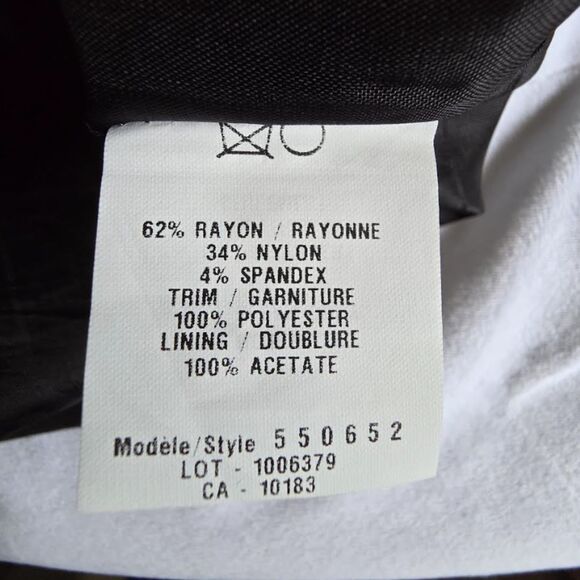 62% RAYON / RAYONNE
34% NYLON
4% SPANDEX
TRIM / GARNITURE
100% POLYESTER
LINING / DOUBLURE
100% ACETATE
Modèle/Style 550652
LOT - 1006379
CA - 10183